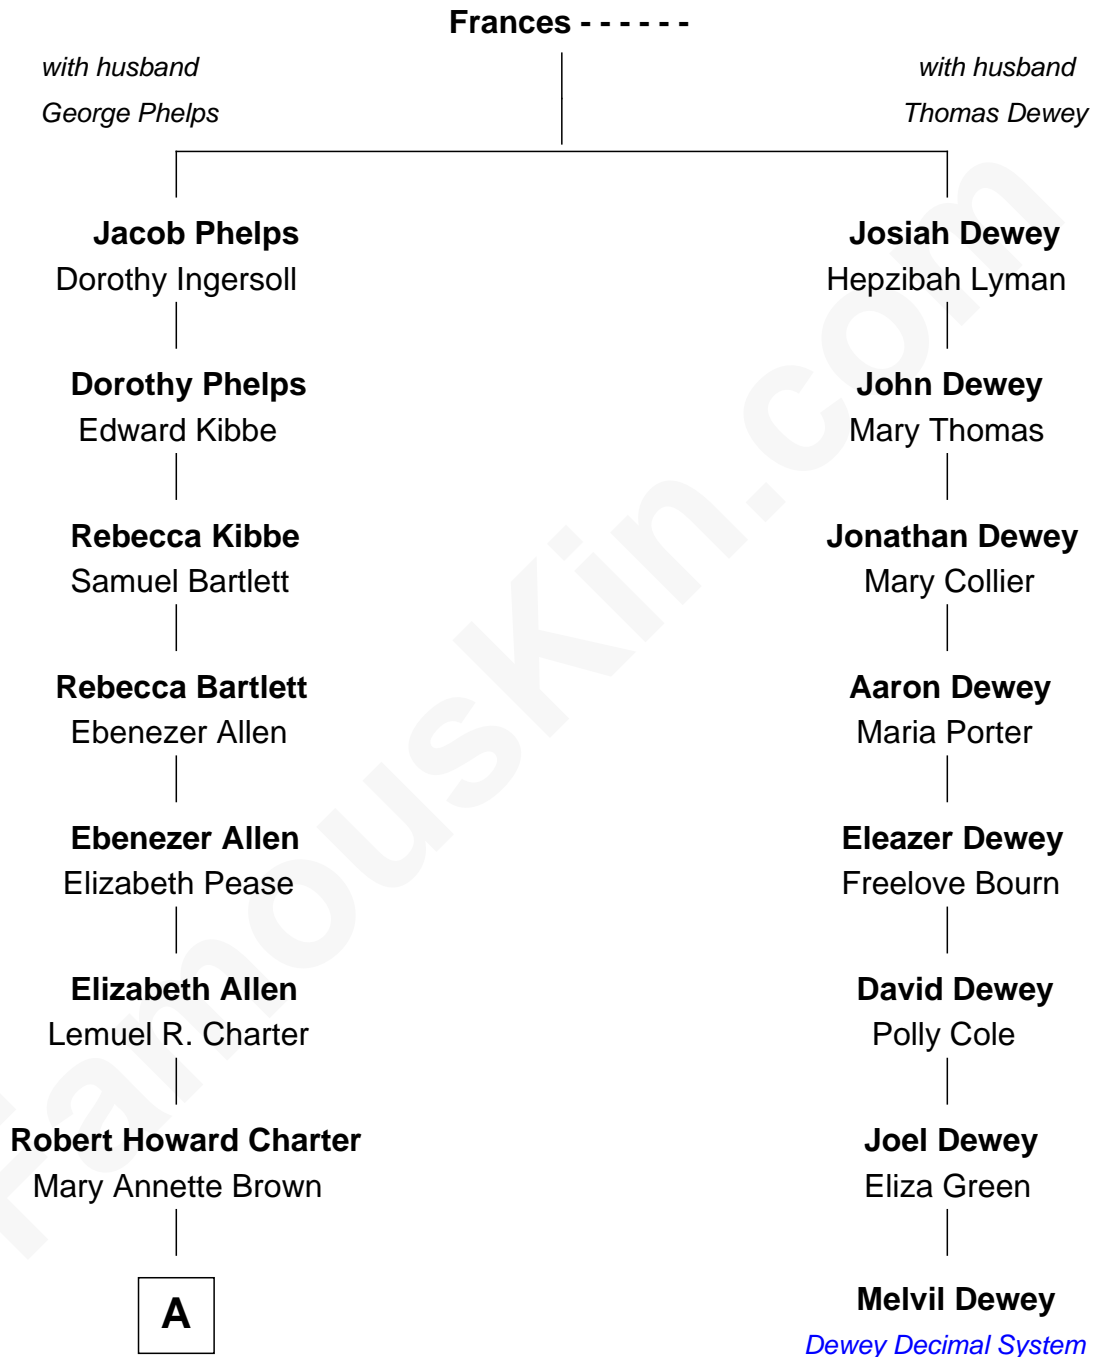 Frances - - - - - -
with husband
George Phelps
with husband
Thomas Dewey
Jacob Phelps
Dorothy Ingersoll
Josiah Dewey
Hepzibah Lyman
Dorothy Phelps
Edward Kibbe
John Dewey
Mary Thomas
Rebecca Kibbe
Samuel Bartlett
Jonathan Dewey
Mary Collier
Rebecca Bartlett
Ebenezer Allen
Aaron Dewey
Maria Porter
Ebenezer Allen
Elizabeth Pease
Eleazer Dewey
Freelove Bourn
Elizabeth Allen
Lemuel R. Charter
David Dewey
Polly Cole
Robert Howard Charter
Mary Annette Brown
Joel Dewey
Eliza Green
A
Melvil Dewey
Dewey Decimal System
FamousKin.com